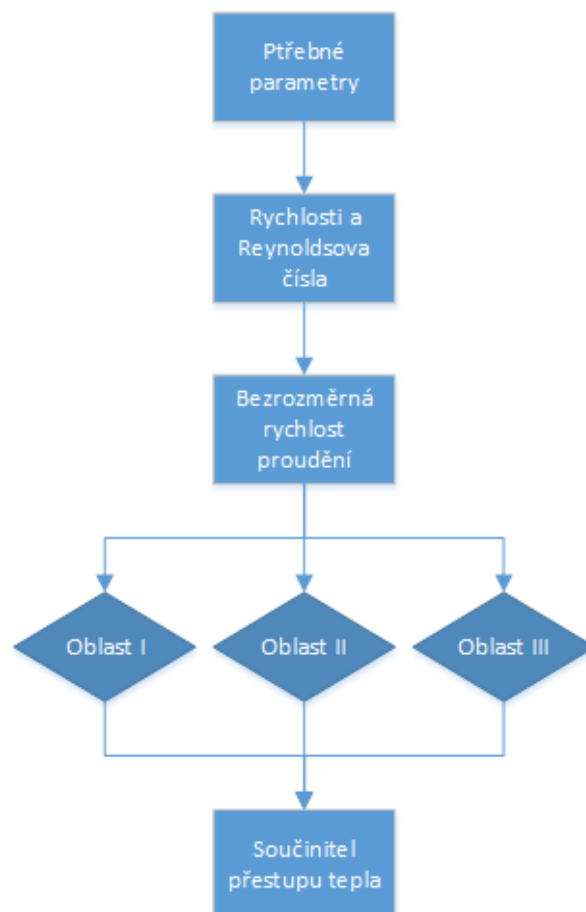 Ptřebné
parametry
Rychlosti a
Reynoldsova
čísla
Bezrozměrná
rychlost
proudění
Oblast I
Oblast II
Oblast III
Součinitel
přestupu tepla